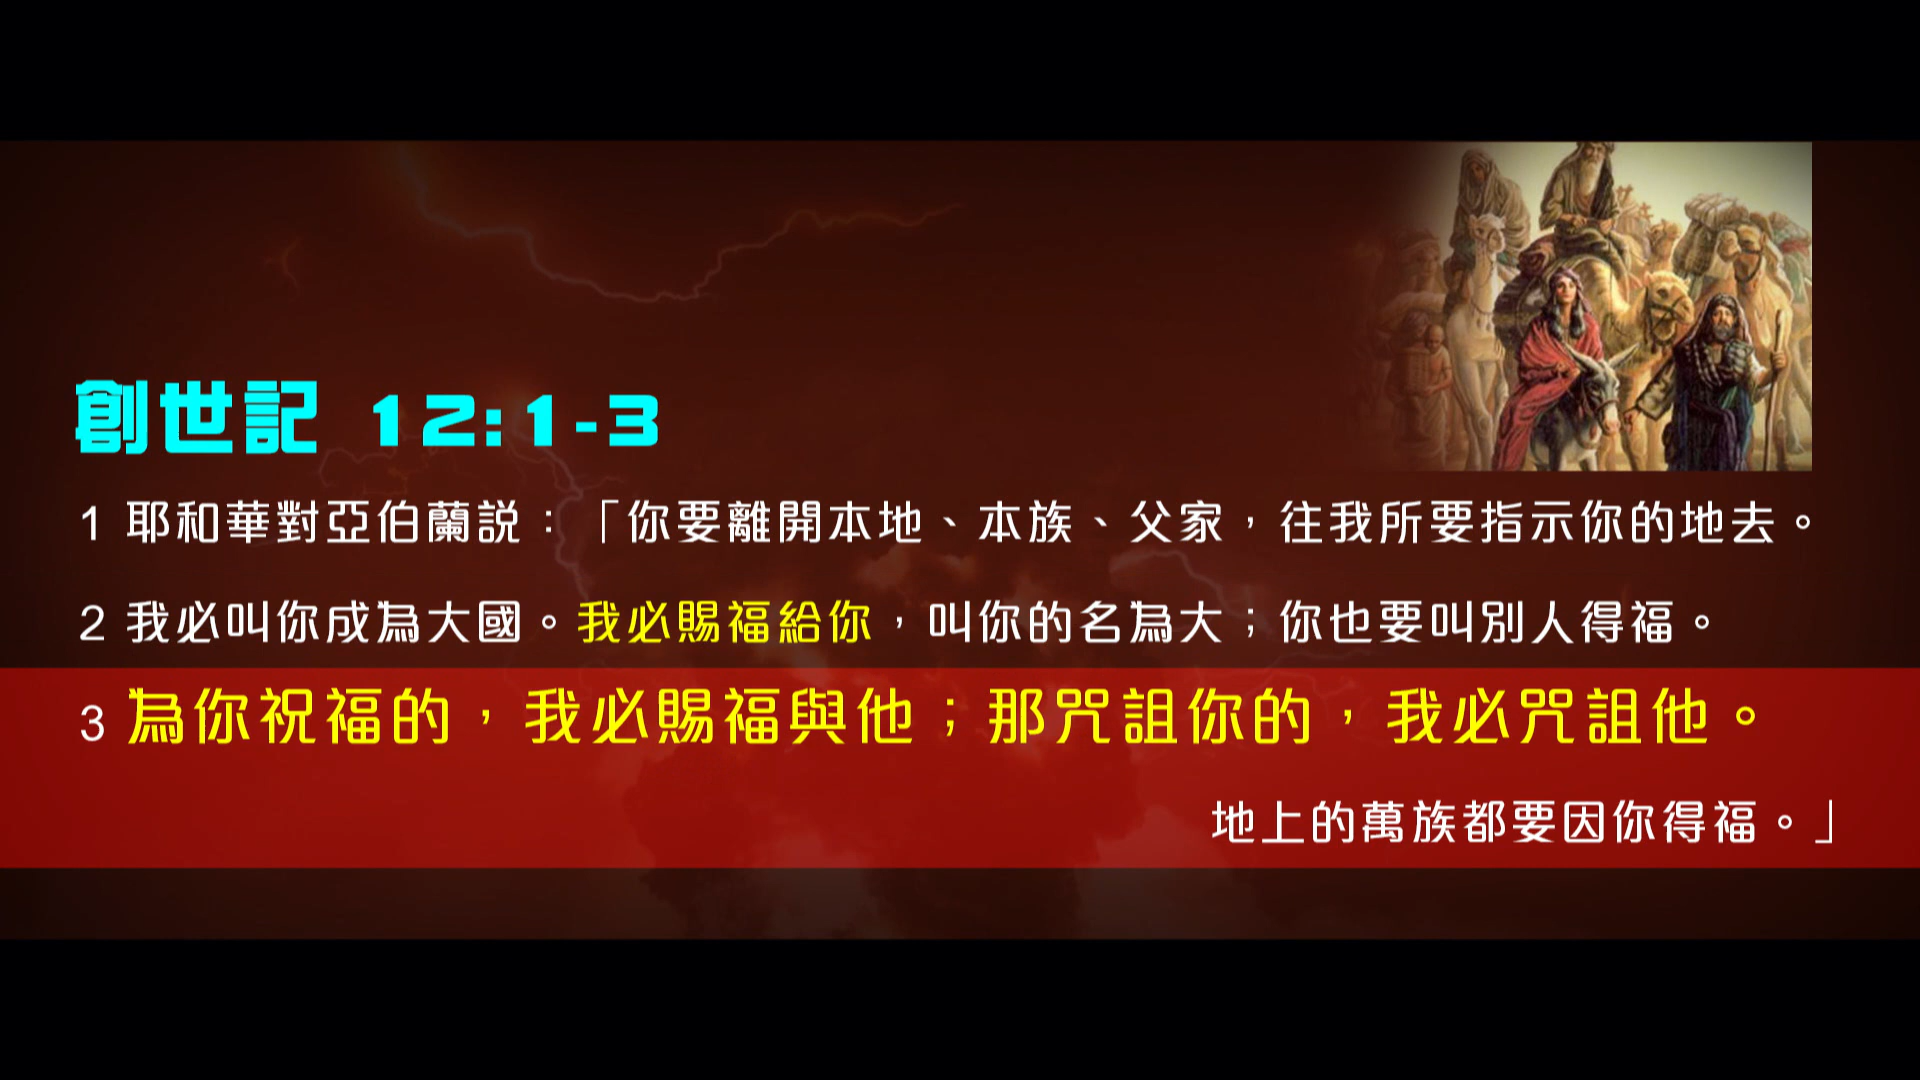 創世記 12:1-3
1 耶和華對亞伯蘭説：「你要離開本地、本族、父家，往我所要指示你的地去。
2 我必叫你成為大國。我必賜福給你，叫你的名為大；你也要叫別人得福。
3 為你祝福的，我必賜福與他；那咒詛你的，我必咒詛他。
地上的萬族都要因你得福。」